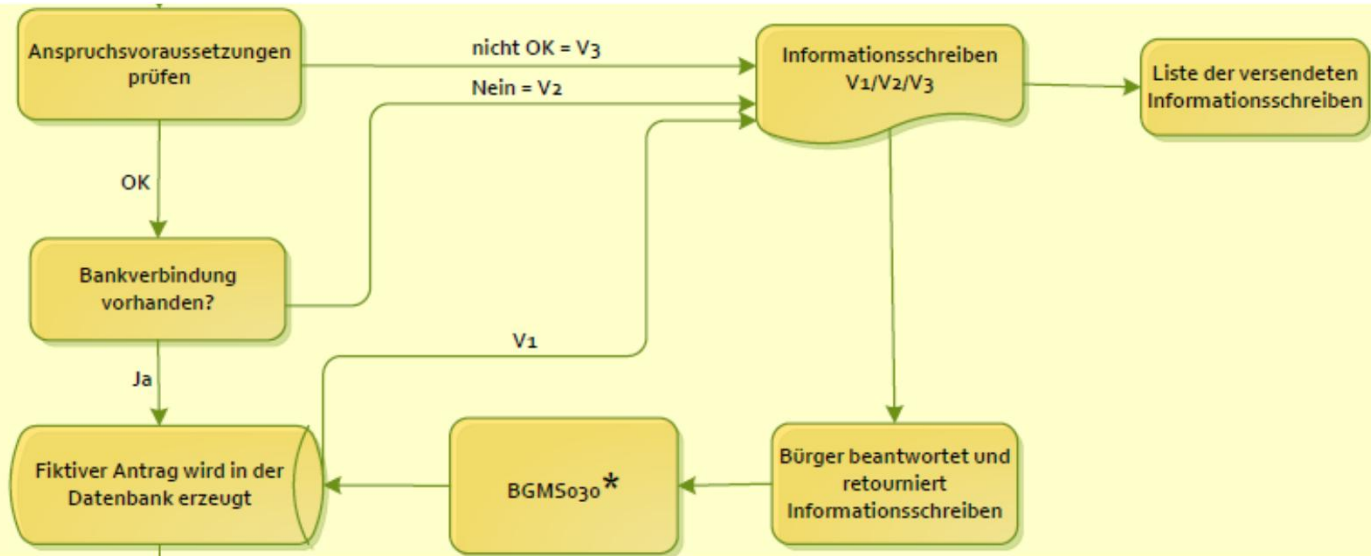 Anspruchsvoraussetzungen
prüfen
nicht OK = V3
Nein = V2
Informationsschreiben
V1/V2/V3
Liste der versendeten
Informationsschreiben
OK
Bankverbindung
vorhanden?
V1
Ja
Fiktiver Antrag wird in der
Datenbank erzeugt
BGMS030*
Bürger beantwortet und
retourniert
Informationsschreiben